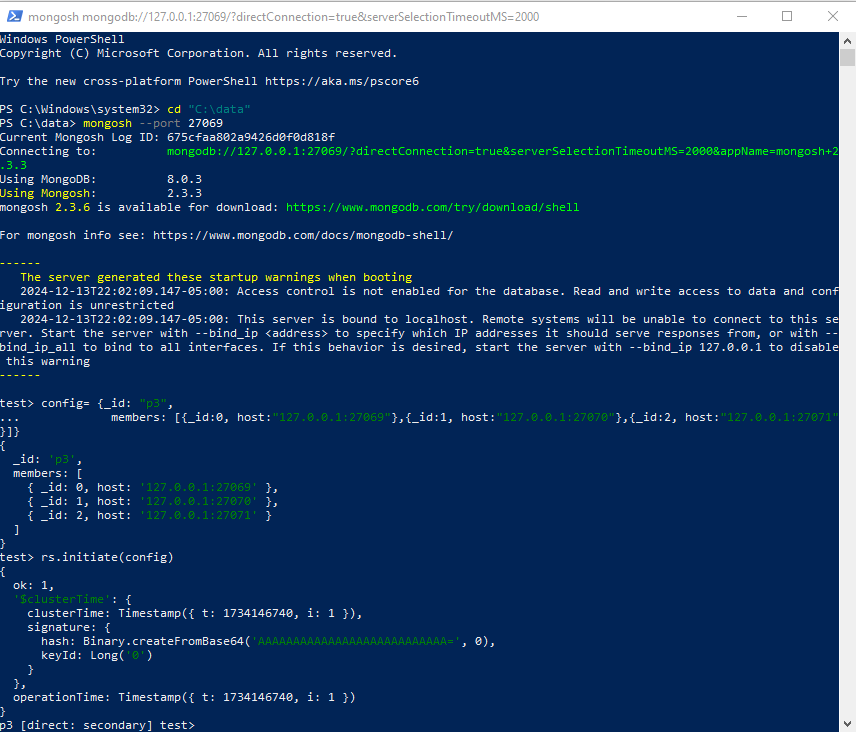 mongosh mongodb://127.0.0.1:27069/?directConnection=true&serverSelectionTimeoutMS=2000
Windows PowerShell
Copyright (C) Microsoft Corporation. All rights reserved.
Try the new cross-platform PowerShell https://aka.ms/pscore6
PS C:\Windows\system32> cd "C:\data"
PS C:\data> mongosh --port 27069
Current Mongosh Log ID: 675cfaa802a9426d0f0d818f
Connecting to:          mongodb://127.0.0.1:27069/?directConnection=true&serverSelectionTimeoutMS=2000&appName=mongosh+2
.3.3
Using MongoDB:          8.0.3
Using Mongosh:          2.3.3
mongosh 2.3.6 is available for download: https://www.mongodb.com/try/download/shell
For mongosh info see: https://www.mongodb.com/docs/mongodb-shell/
------
   The server generated these startup warnings when booting
   2024-12-13T22:02:09.147-05:00: Access control is not enabled for the database. Read and write access to data and conf
iguration is unrestricted
   2024-12-13T22:02:09.147-05:00: This server is bound to localhost. Remote systems will be unable to connect to this se
rver. Start the server with --bind_ip <address> to specify which IP addresses it should serve responses from, or with --
bind_ip_all to bind to all interfaces. If this behavior is desired, start the server with --bind_ip 127.0.0.1 to disable
 this warning
------
test> config= {_id: "p3",
...             members: [{_id:0, host:"127.0.0.1:27069"},{_id:1, host:"127.0.0.1:27070"},{_id:2, host:"127.0.0.1:27071"
}]}
{
  _id: 'p3',
  members: [
    { _id: 0, host: '127.0.0.1:27069' },
    { _id: 1, host: '127.0.0.1:27070' },
    { _id: 2, host: '127.0.0.1:27071' }
  ]
}
test> rs.initiate(config)
{
  ok: 1,
  '$clusterTime': {
    clusterTime: Timestamp({ t: 1734146740, i: 1 }),
    signature: {
      hash: Binary.createFromBase64('AAAAAAAAAAAAAAAAAAAAAAAAAAA=', 0),
      keyId: Long('0')
    }
  },
  operationTime: Timestamp({ t: 1734146740, i: 1 })
}
p3 [direct: secondary] test>